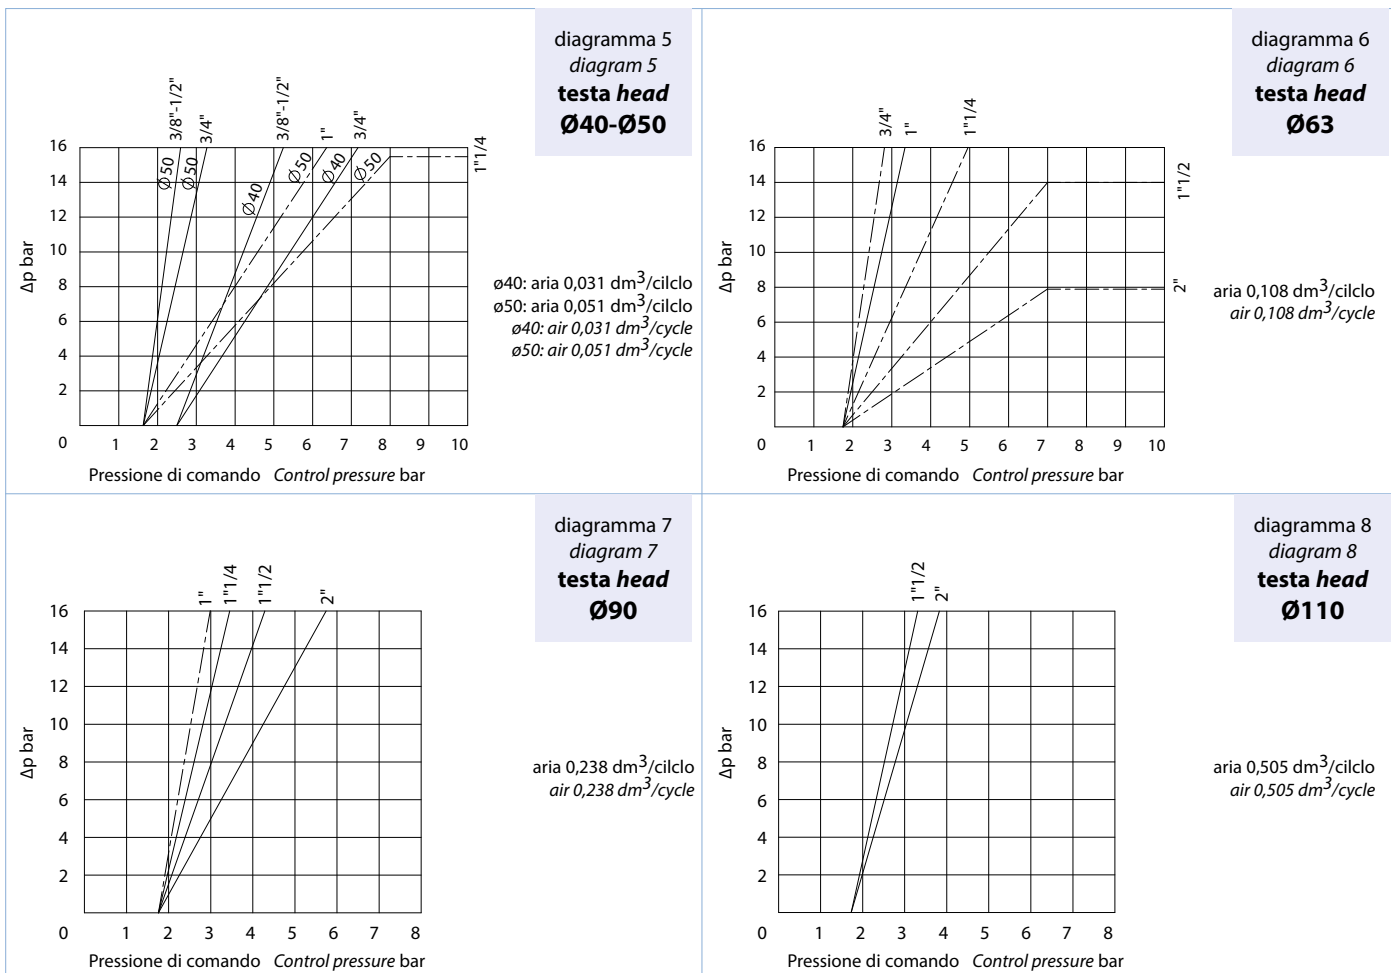 diagramma 5
diagram 5
testa head
Ø40-Ø50
3/8"-1/2"
3/4"
3/8"-1/2"
1"
3/4"
1"1/4
Ø50
Ø50
Ø40
Ø50
Ø40
Ø50
16
14
12
10
8
6
4
2
Δp bar
0 1 2 3 4 5 6 7 8 9 10
Pressione di comando Control pressure bar
ø40: aria 0,031 dm3/cilclo
ø50: aria 0,051 dm3/cilclo
ø40: air 0,031 dm3/cycle
ø50: air 0,051 dm3/cycle
diagramma 6
diagram 6
testa head
Ø63
3/4"
1"
1"1/4
1"1/2
2"
16
14
12
10
8
6
4
2
Δp bar
0 1 2 3 4 5 6 7 8 9 10
Pressione di comando Control pressure bar
aria 0,108 dm3/cilclo
air 0,108 dm3/cycle
diagramma 7
diagram 7
testa head
Ø90
1"
1"1/4
1"1/2
2"
16
14
12
10
8
6
4
2
Δp bar
0 1 2 3 4 5 6 7 8
Pressione di comando Control pressure bar
aria 0,238 dm3/cilclo
air 0,238 dm3/cycle
diagramma 8
diagram 8
testa head
Ø110
1"1/2
2"
16
14
12
10
8
6
4
2
Δp bar
0 1 2 3 4 5 6 7 8
Pressione di comando Control pressure bar
aria 0,505 dm3/cilclo
air 0,505 dm3/cycle